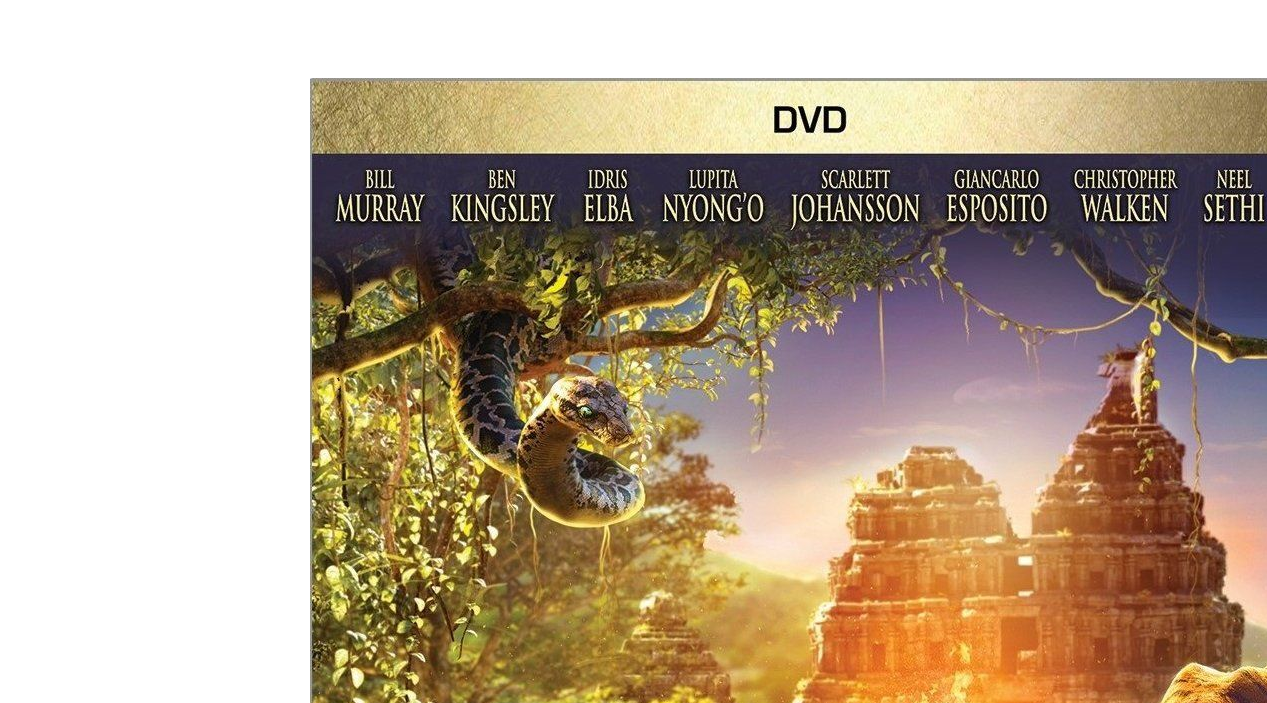 DVD
BILL BEN IDRIS LUPITA SCARLETT GIANCARLO CHRISTOPHER NEEL
MURRAY KINGSLEY ELBA NYONG'O JOHANSSON ESPOSITO WALKEN SETHI